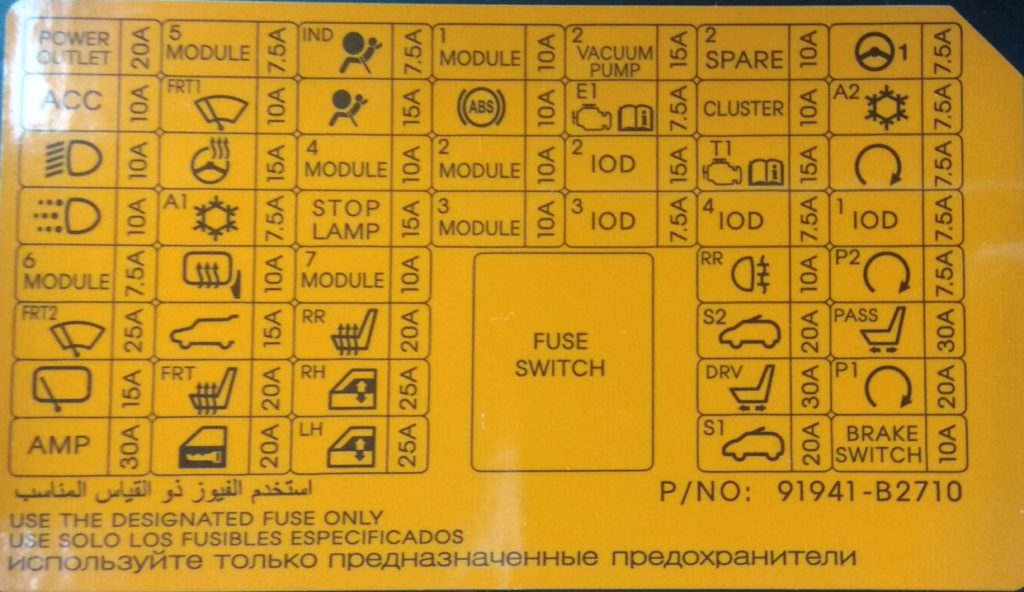 POWER OUTLET 20A 5 MODULE 7.5A IND 7.5A 1 MODULE 10A 2 VACUUM PUMP 15A 2 SPARE 10A 1 7.5A
ACC 10A FRT1 10A 15A ABS 10A E1 7.5A CLUSTER 10A A2 7.5A
10A 15A 4 MODULE 10A 2 MODULE 10A 2 IOD 15A T1 15A 7.5A
10A A1 7.5A STOP LAMP 15A 3 MODULE 10A 3 IOD 7.5A 4 IOD 7.5A 1 IOD 7.5A
6 MODULE 7.5A 10A 7 MODULE 10A RR 10A P2 7.5A
FRT2 25A 15A RR 20A S2 20A PASS 30A
15A FRT 20A RH 25A DRV 30A P1 20A
AMP 30A 20A LH 25A S1 20A BRAKE SWITCH 10A
FUSE
SWITCH
استخدم الفيوز ذو القياس المناسب
P/NO: 91941-B2710
USE THE DESIGNATED FUSE ONLY
USE SOLO LOS FUSIBLES ESPECIFICADOS
используйте только предназначенные предохранители